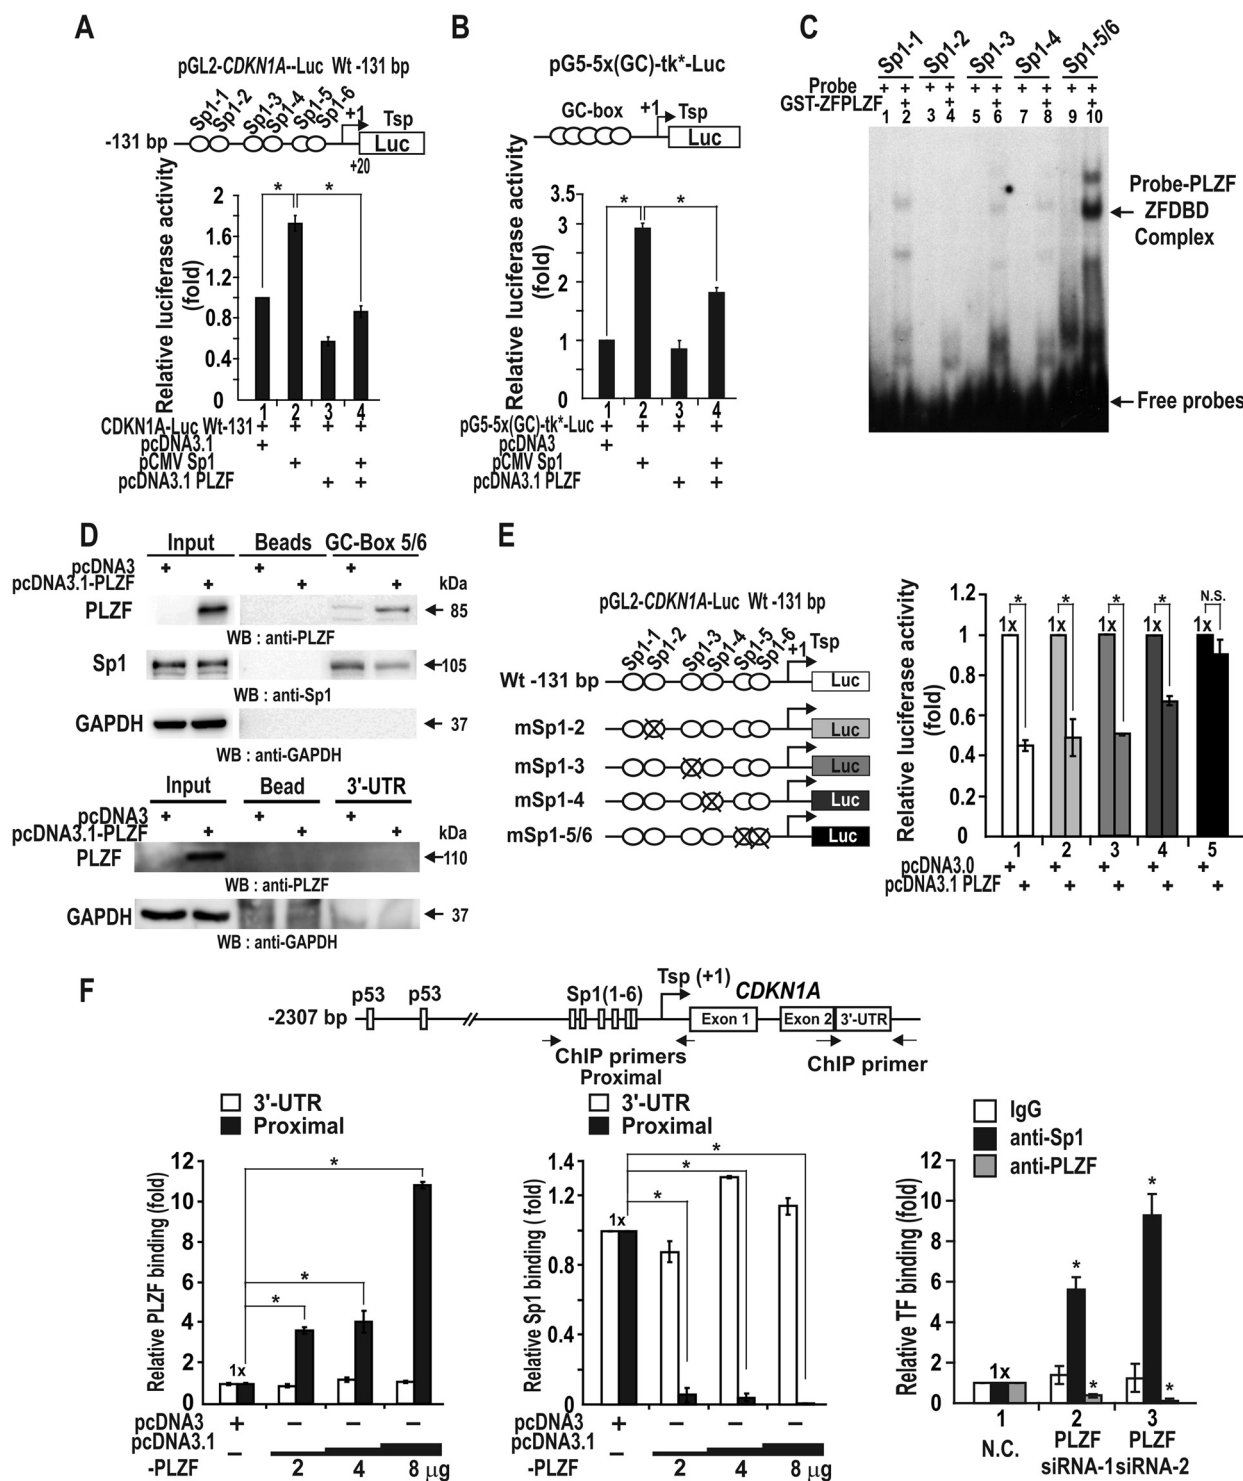 A
pGL2-CDKN1A--Luc Wt -131 bp
Sp1-1
Sp1-2
Sp1-3
Sp1-4
Sp1-5
Sp1-6
+1
Tsp
-131 bp
Luc
+20
Relative luciferase activity
(fold)
2
1.6
1.2
0.8
0.4
0
* *
1 2 3 4
CDKN1A-Luc Wt-131 + + + +
pcDNA3.1 +
pCMV Sp1 + +
pcDNA3.1 PLZF + +
B
pG5-5x(GC)-tk*-Luc
GC-box
+1 Tsp
Luc
Relative luciferase activity
(fold)
3.5
3
2
1
0
* *
1 2 3 4
pG5-5x(GC)-tk*-Luc + + + +
pcDNA3 +
pCMV Sp1 + +
pcDNA3.1 PLZF + +
C
Sp1-1
Sp1-2
Sp1-3
Sp1-4
Sp1-5/6
Probe + + + + + + + + + +
GST-ZFPLZF + + + + +
1 2 3 4 5 6 7 8 9 10
Probe-PLZF
ZFDBD
Complex
Free probes
D
Input Beads GC-Box 5/6
pcDNA3 + + +
pcDNA3.1-PLZF + + + kDa
PLZF 85
WB : anti-PLZF
Sp1 105
WB : anti-Sp1
GAPDH 37
WB : anti-GAPDH
Input Bead 3'-UTR
pcDNA3 + + +
pcDNA3.1-PLZF + + + kDa
PLZF 110
WB : anti-PLZF
GAPDH 37
WB : anti-GAPDH
E
pGL2-CDKN1A-Luc Wt -131 bp
Sp1-1
Sp1-2
Sp1-3
Sp1-4
Sp1-5
Sp1-6
+1
Tsp
Wt -131 bp Luc
mSp1-2 Luc
mSp1-3 Luc
mSp1-4 Luc
mSp1-5/6 Luc
Relative luciferase activity
(fold)
1.2
1
0.8
0.6
0.4
0.2
0
* * * * N.S.
1x 1x 1x 1x 1x
1 2 3 4 5
pcDNA3.0 + + + + +
pcDNA3.1 PLZF + + + + +
F
Tsp (+1)
p53 p53 Sp1(1-6) CDKN1A
-2307 bp Exon 1 Exon 2 3'-UTR
ChIP primers
Proximal
ChIP primer
3'-UTR
Proximal
Relative PLZF binding (fold)
12
10
8
6
4
2
0
*
*
*
1x
pcDNA3 + – – –
pcDNA3.1
-PLZF – 2 4 8 μg
3'-UTR
Proximal
Relative Sp1 binding ( fold)
1.4
1.2
0.8
0.4
0
*
*
*
1x
+ – – –
– 2 4 8 μg
IgG
anti-Sp1
anti-PLZF
Relative TF binding (fold)
12
10
8
6
4
2
0
1x
* *
* *
1 2 3
N.C. PLZF PLZF
siRNA-1 siRNA-2